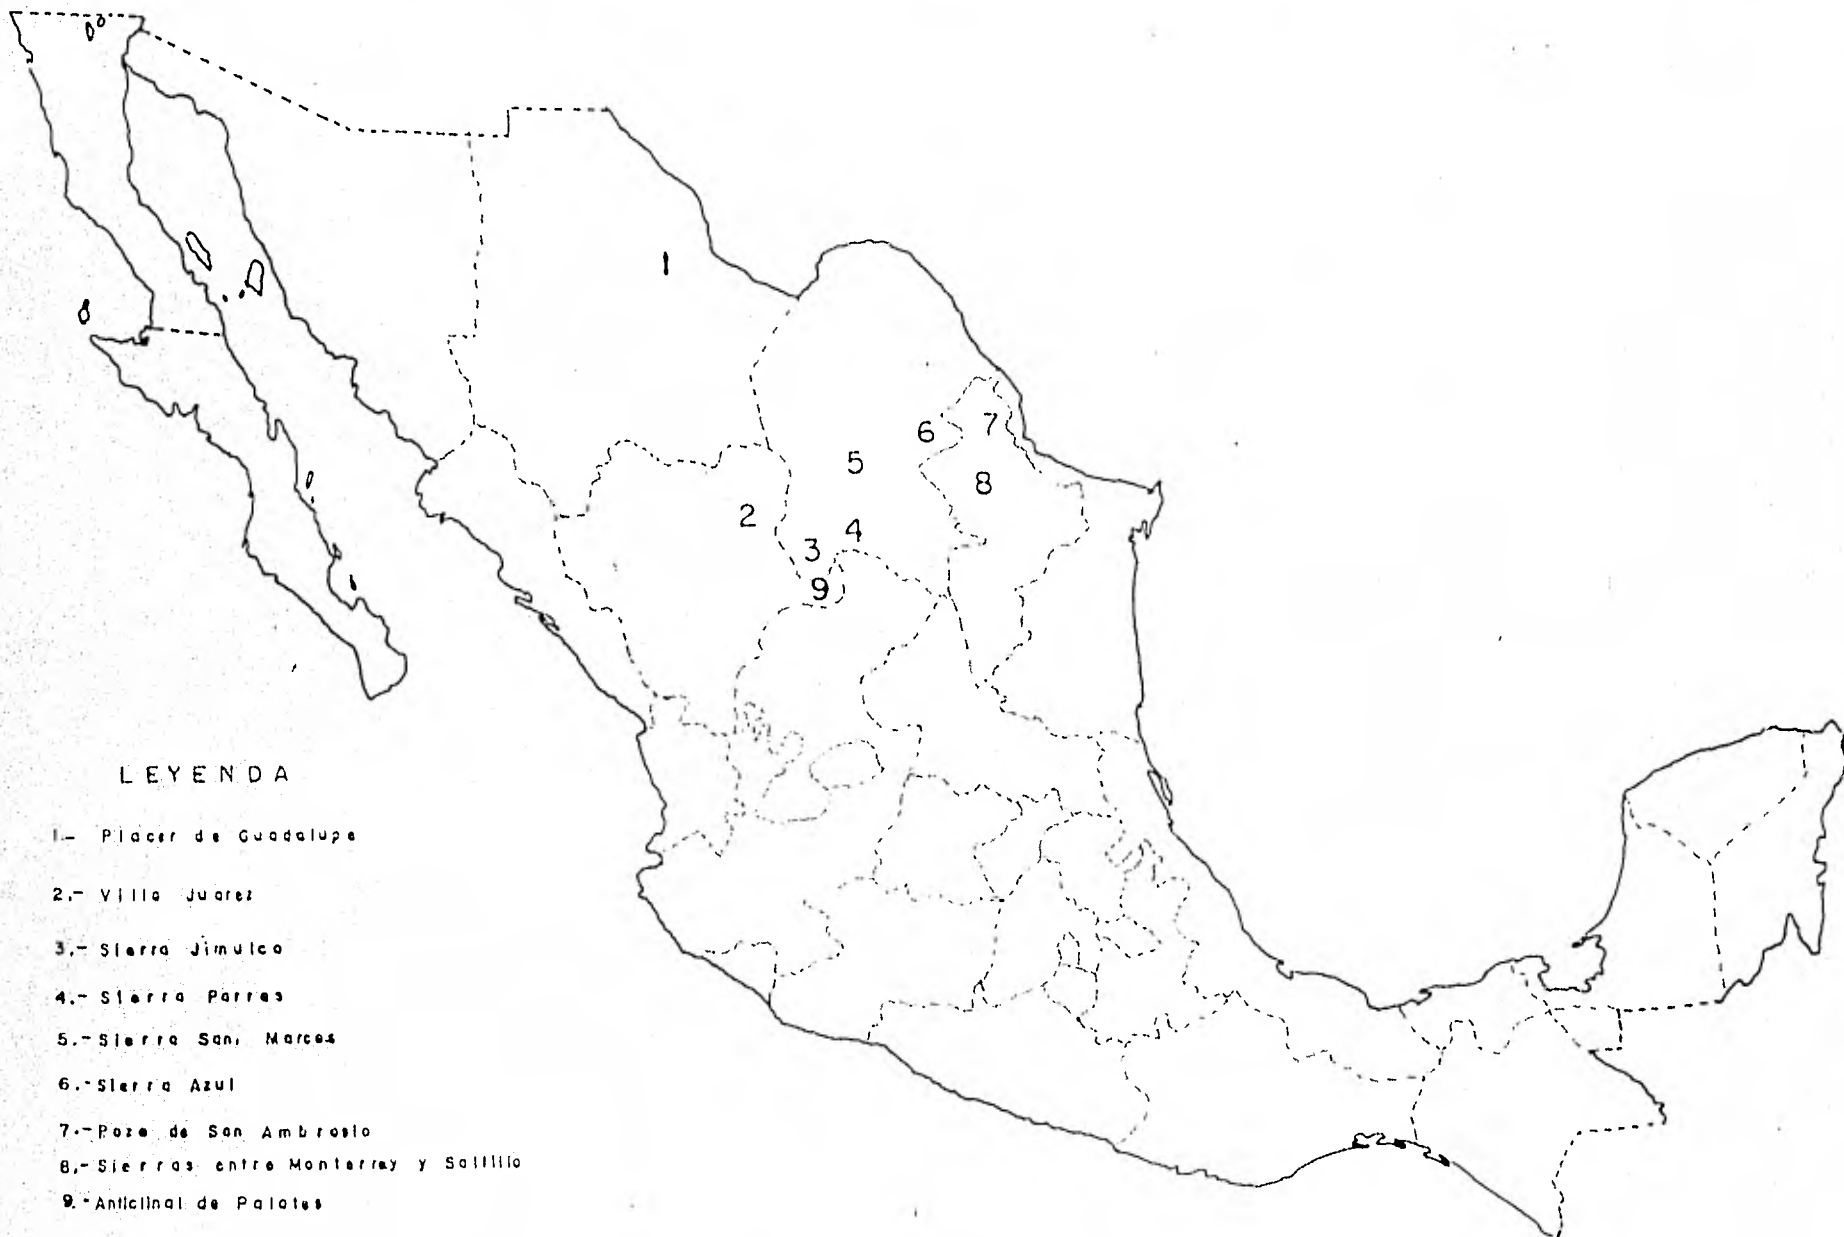 1
6
7
5
8
2
4
3
9
LEYENDA
1.- Placer de Guadalupe
2.- Villa Juarez
3.- Sierra Jimulco
4.- Sierra Parras
5.- Sierra San Marcos
6.- Sierra Azul
7.- Pozo de San Ambrosio
8.- Sierras entre Monterrey y Saltillo
9.- Anticlinal de Palotes